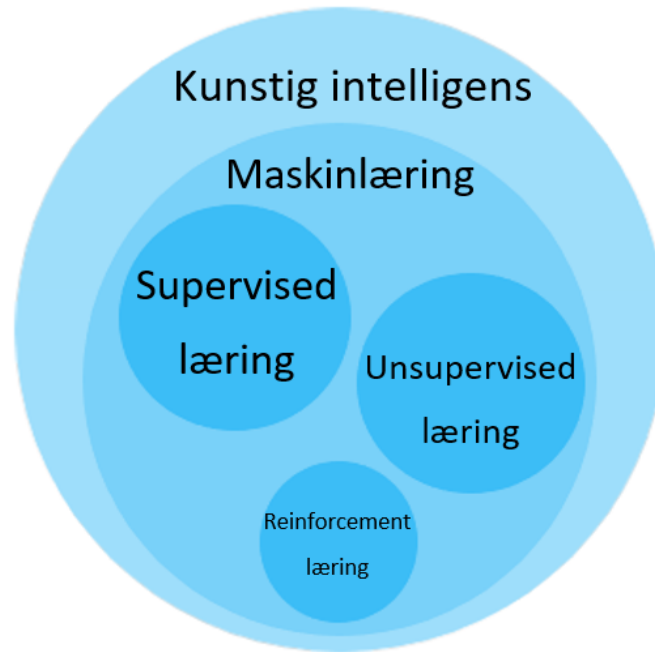 Kunstig intelligens
Maskinlæring
Supervised
læring
Unsupervised
læring
Reinforcement
læring